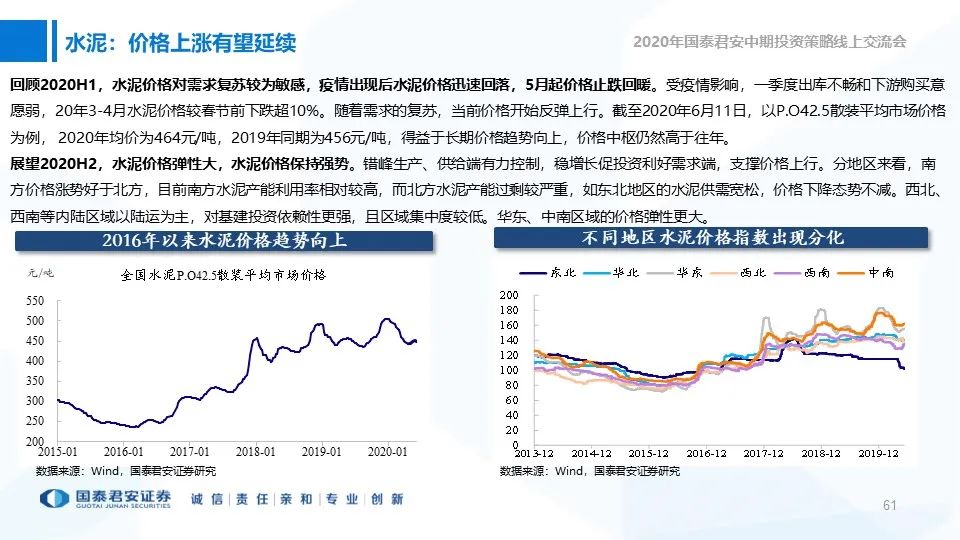 水泥：价格上涨有望延续
2020年国泰君安中期投资策略线上交流会
回顾2020H1，水泥价格对需求复苏较为敏感，疫情出现后水泥价格迅速回落，5月起价格止跌回暖。受疫情影响，一季度出库不畅和下游购买意
愿弱，20年3-4月水泥价格较春节前下跌超10%。随着需求的复苏，当前价格开始反弹上行。截至2020年6月11日，以P.O42.5散装平均市场价格
为例， 2020年均价为464元/吨，2019年同期为456元/吨，得益于长期价格趋势向上，价格中枢仍然高于往年。
展望2020H2，水泥价格弹性大，水泥价格保持强势。错峰生产、供给端有力控制，稳增长促投资利好需求端，支撑价格上行。分地区来看，南
方价格涨势好于北方，目前南方水泥产能利用率相对较高，而北方水泥产能过剩较严重，如东北地区的水泥供需宽松，价格下降态势不减。西北、
西南等内陆区域以陆运为主，对基建投资依赖性更强，且区域集中度较低。华东、中南区域的价格弹性更大。
2016年以来水泥价格趋势向上
元/吨
全国水泥P.O42.5散装平均市场价格
550
500
450
400
350
300
250
200
2015-01 2016-01 2017-01 2018-01 2019-01 2020-01
数据来源：Wind，国泰君安证券研究
不同地区水泥价格指数出现分化
东北 华北 华东 西北 西南 中南
200
180
160
140
120
100
80
60
40
20
0
2013-12 2014-12 2015-12 2016-12 2017-12 2018-12 2019-12
数据来源：Wind，国泰君安证券研究
国泰君安证券
GUOTAI JUNAN SECURITIES
诚信|责任|亲和|专业|创新
61